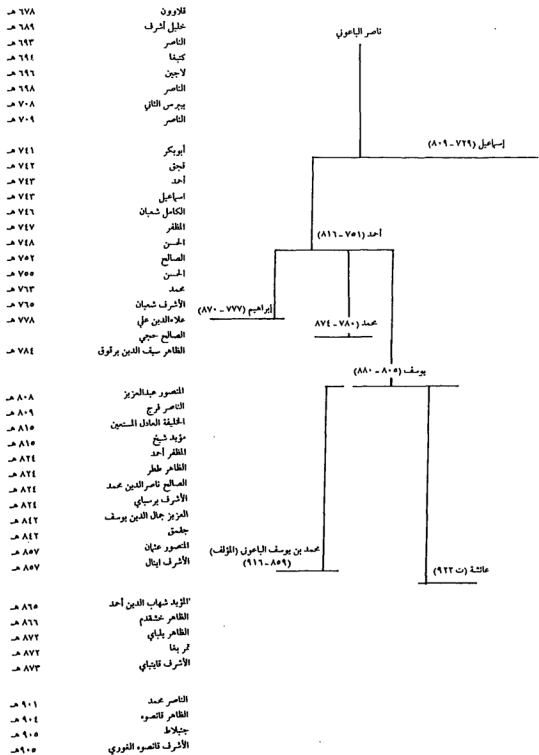 قلاوون ٦٧٨ هـ
خليل أشرف ٦٨٩ هـ
الناصر ٦٩٣ هـ
كتبغا ٦٩٤ هـ
لاجين ٦٩٦ هـ
الناصر ٦٩٨ هـ
بيبرس الثاني ٧٠٨ هـ
الناصر ٧٠٩ هـ
أبوبكر ٧٤١ هـ
قجق ٧٤٢ هـ
أحمد ٧٤٣ هـ
اسماعيل ٧٤٣ هـ
الكامل شعبان ٧٤٦ هـ
المظفر ٧٤٧ هـ
الحسن ٧٤٨ هـ
الصالح ٧٥٢ هـ
الحسن ٧٥٥ هـ
محمد ٧٦٣ هـ
الأشرف شعبان ٧٦٥ هـ
علاءالدين علي ٧٧٨ هـ
الصالح حجي
الظاهر سيف الدين برقوق ٧٨٤ هـ
المنصور عبدالعزيز ٨٠٨ هـ
الناصر فرج ٨٠٩ هـ
الخليفة العادل المستعين ٨١٥ هـ
مؤيد شيخ ٨١٥ هـ
المظفر أحمد ٨٢٤ هـ
الظاهر ططر ٨٢٤ هـ
الصالح ناصرالدين محمد ٨٢٤ هـ
الأشرف برسباي ٨٢٤ هـ
العزيز جمال الدين يوسف ٨٤٢ هـ
جقمق ٨٤٢ هـ
المنصور عثمان ٨٥٧ هـ
الأشرف اينال ٨٥٧ هـ
المؤيد شهاب الدين أحمد ٨٦٥ هـ
الظاهر خشقدم ٨٦٦ هـ
الظاهر يلباي ٨٧٢ هـ
تمر بغا ٨٧٢ هـ
الأشرف قايتباي ٨٧٣ هـ
الناصر محمد ٩٠١ هـ
الظاهر قانصوه ٩٠٤ هـ
جنبلاط ٩٠٥ هـ
الأشرف قانصوه الغوري ٩٠٥ هـ
ناصر الباعوني
إسماعيل (٧٢٩ - ٨٠٩)
أحمد (٧٥١ - ٨١٦)
إبراهيم (٧٧٧ - ٨٧٠)
محمد (٧٨٠ - ٨٧٤
يوسف (٨٠٥ - ٨٨٠)
محمد بن يوسف الباعوني (المؤلف)
(٨٥٩ - ٩١٦)
عائشة (ت ٩٢٢)